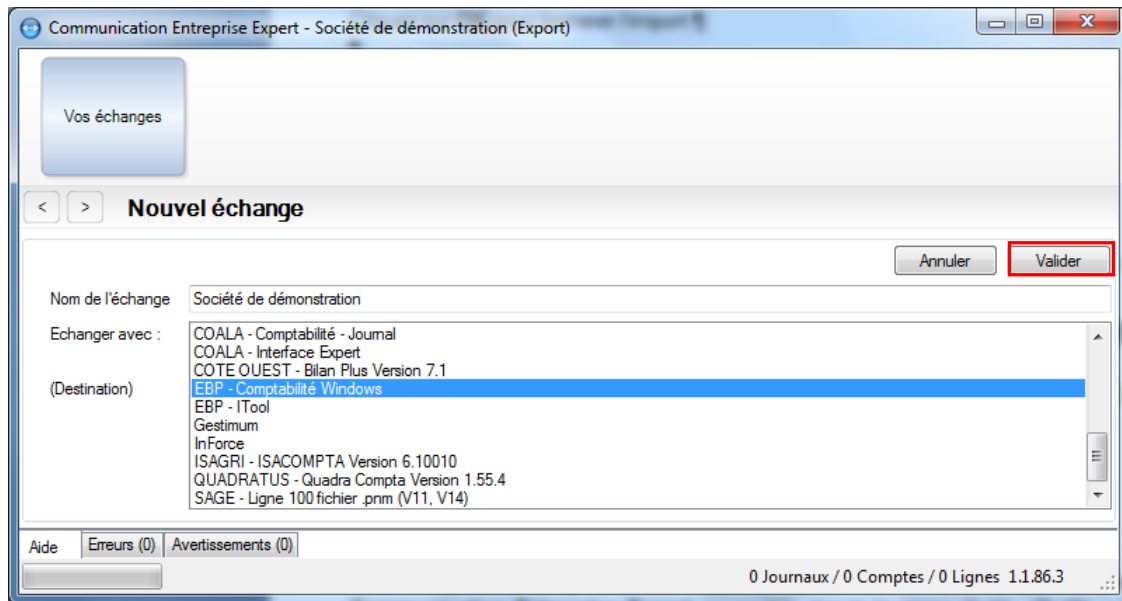 Communication Entreprise Expert - Société de démonstration (Export)
Vos échanges
< > Nouvel échange
Annuler Valider
Nom de l'échange Société de démonstration
Echanger avec :
(Destination)
COALA - Comptabilité - Journal
COALA - Interface Expert
COTE OUEST - Bilan Plus Version 7.1
EBP - Comptabilité Windows
EBP - ITool
Gestimum
InForce
ISAGRI - ISACOMPTA Version 6.10010
QUADRATUS - Quadra Compta Version 1.55.4
SAGE - Ligne 100 fichier .pnm (V11, V14)
Aide Erreurs (0) Avertissements (0)
0 Journaux / 0 Comptes / 0 Lignes 1.1.86.3